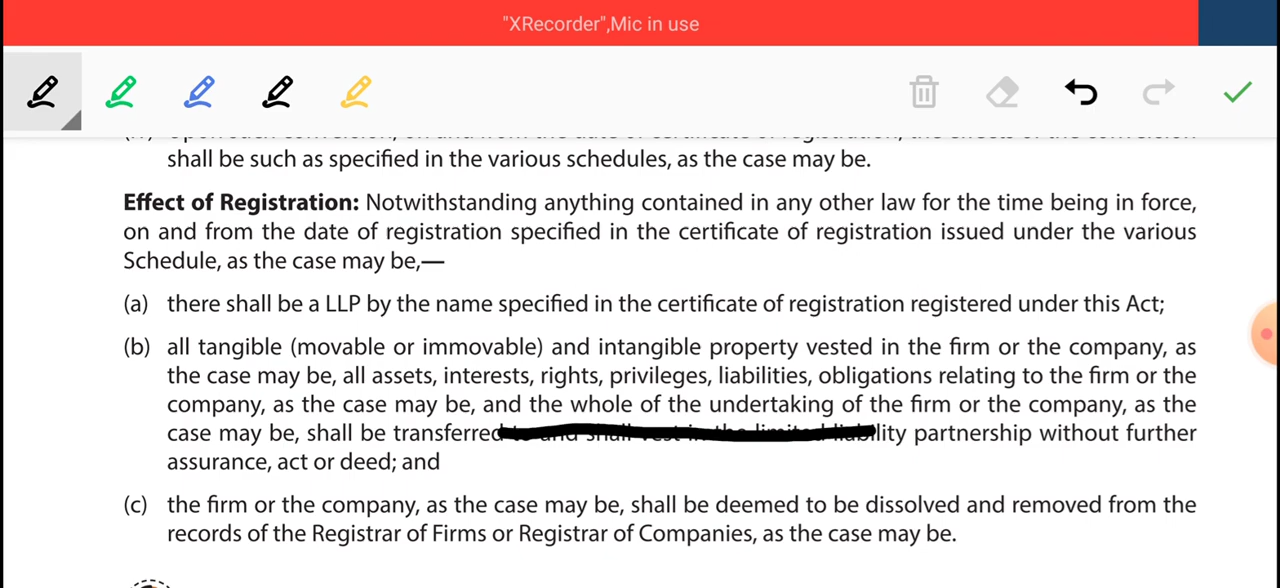 "XRecorder",Mic in use
shall be such as specified in the various schedules, as the case may be.
Effect of Registration: Notwithstanding anything contained in any other law for the time being in force,
on and from the date of registration specified in the certificate of registration issued under the various
Schedule, as the case may be,—
(a) there shall be a LLP by the name specified in the certificate of registration registered under this Act;
(b) all tangible (movable or immovable) and intangible property vested in the firm or the company, as
the case may be, all assets, interests, rights, privileges, liabilities, obligations relating to the firm or the
company, as the case may be, and the whole of the undertaking of the firm or the company, as the
case may be, shall be transferred to and shall vest in the limited liability partnership without further
assurance, act or deed; and
(c) the firm or the company, as the case may be, shall be deemed to be dissolved and removed from the
records of the Registrar of Firms or Registrar of Companies, as the case may be.